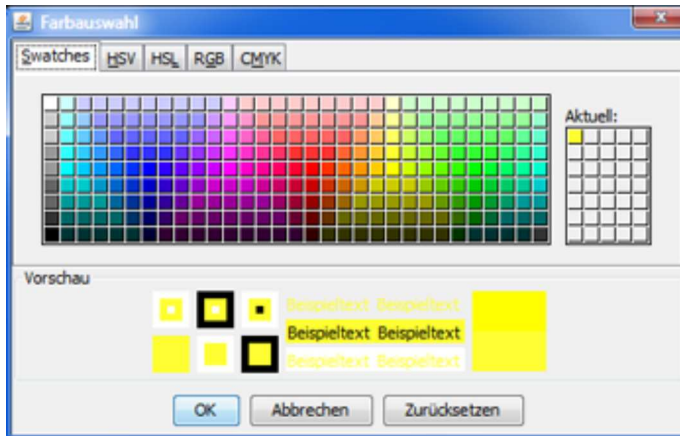 Farbauswahl
Swatches HSV HSL RGB CMYK
Aktuell:
Vorschau
Beispieltext Beispieltext
Beispieltext Beispieltext
Beispieltext Beispieltext
OK Abbrechen Zurücksetzen